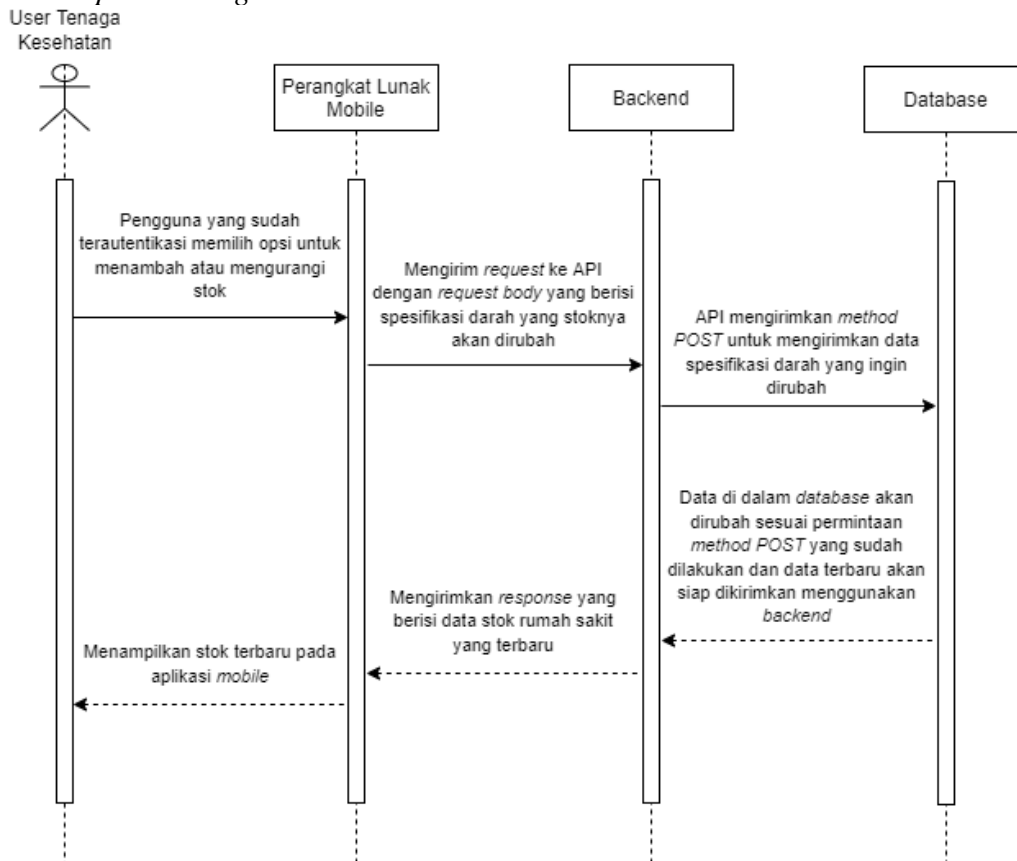 User Tenaga
Kesehatan
Perangkat Lunak
Mobile
Backend
Database
Pengguna yang sudah
terautentikasi memilih opsi untuk
menambah atau mengurangi
stok
Mengirim request ke API
dengan request body yang berisi
spesifikasi darah yang stoknya
akan dirubah
API mengirimkan method
POST untuk mengirimkan data
spesifikasi darah yang ingin
dirubah
Data di dalam database akan
dirubah sesuai permintaan
method POST yang sudah
dilakukan dan data terbaru akan
siap dikirimkan menggunakan
backend
Mengirimkan response yang
berisi data stok rumah sakit
yang terbaru
Menampilkan stok terbaru pada
aplikasi mobile